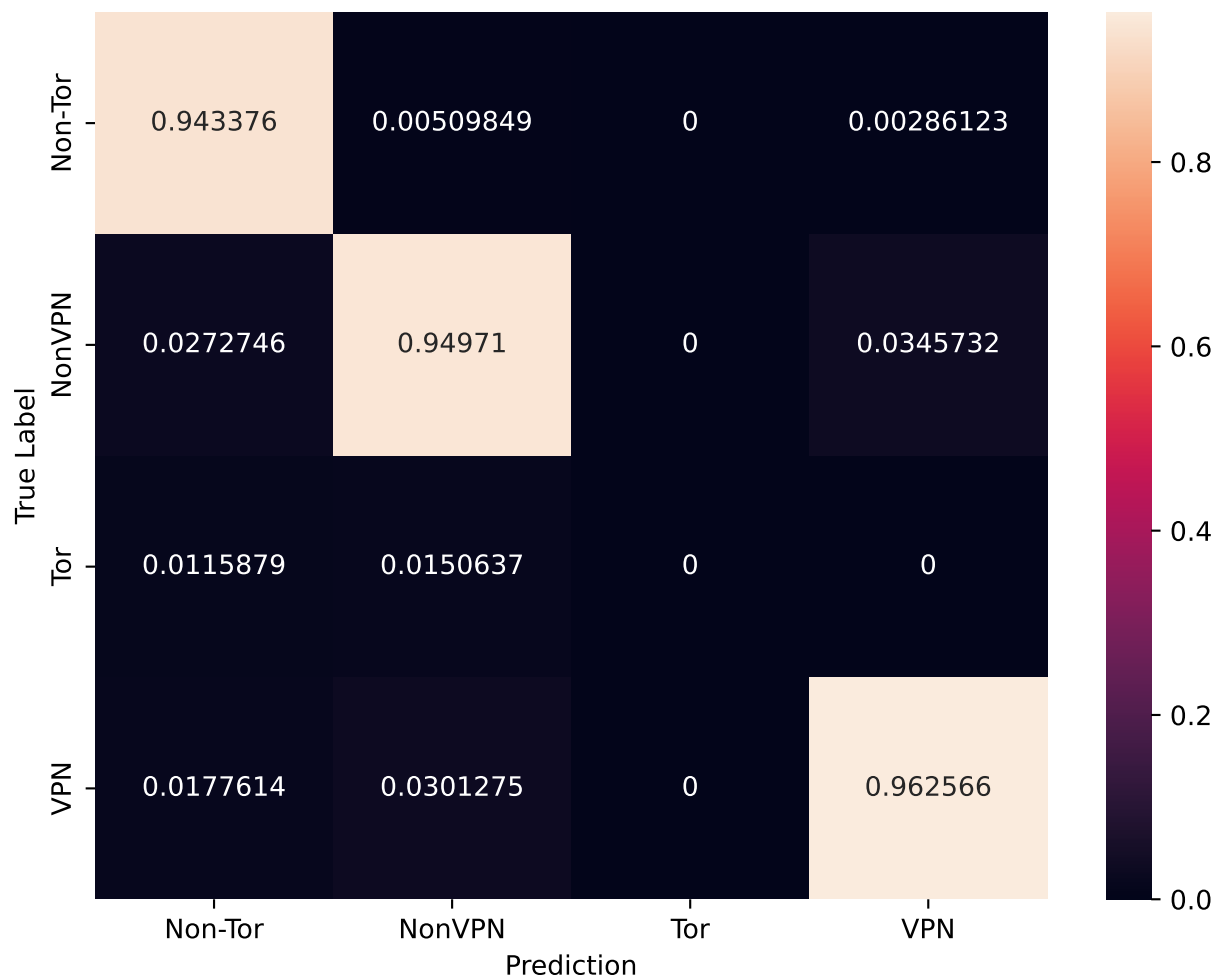 Non-Tor 0.943376 0.00509849 0 0.00286123
NonVPN 0.0272746 0.94971 0 0.0345732
Tor 0.0115879 0.0150637 0 0
VPN 0.0177614 0.0301275 0 0.962566
True Label
Non-Tor NonVPN Tor VPN
Prediction
0.8
0.6
0.4
0.2
0.0